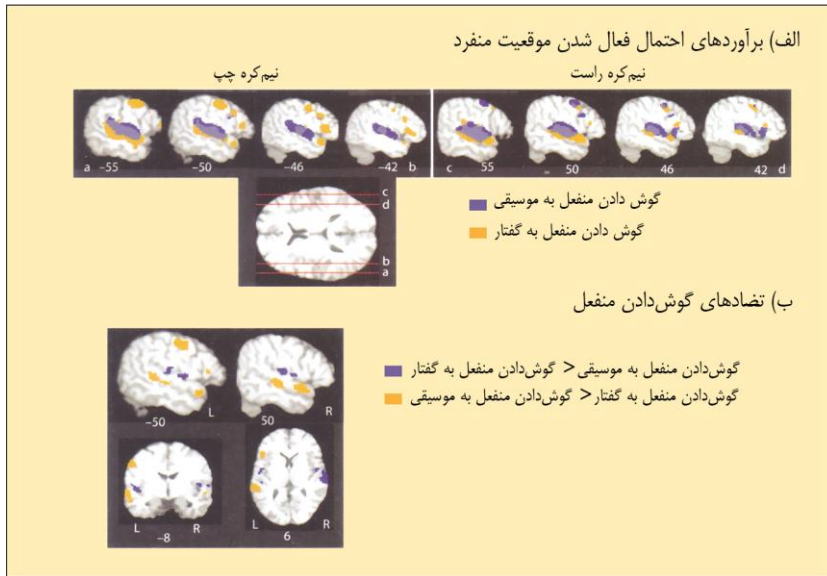 الف) برآوردهای احتمال فعال شدن موقعیت منفرد
نیم‌کره راست
نیم‌کره چپ
a -55 -50 -46 -42 b
c 55 50 46 42 d
c
d
b
a
گوش دادن منفعل به موسیقی
گوش دادن منفعل به گفتار
ب) تضادهای گوش‌دادن منفعل
گوش‌دادن منفعل به موسیقی < گوش‌دادن منفعل به گفتار
گوش‌دادن منفعل به گفتار < گوش‌دادن منفعل به موسیقی
L R
-50 50
L R L R
-8 6